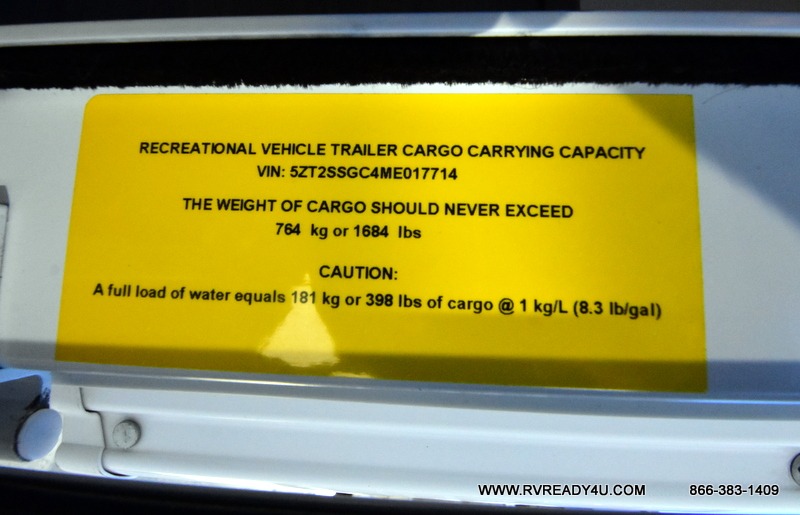 RECREATIONAL VEHICLE TRAILER CARGO CARRYING CAPACITY
VIN: 5ZT2SSGC4ME017714
THE WEIGHT OF CARGO SHOULD NEVER EXCEED
764 kg or 1684 lbs
CAUTION:
A full load of water equals 181 kg or 398 lbs of cargo @ 1 kg/L (8.3 lb/gal)
WWW.RVREADY4U.COM 866-383-1409